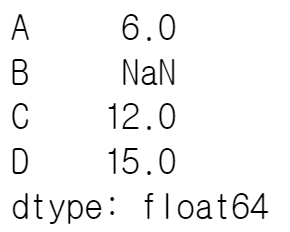 A     6.0
B     NaN
C    12.0
D    15.0
dtype: float64